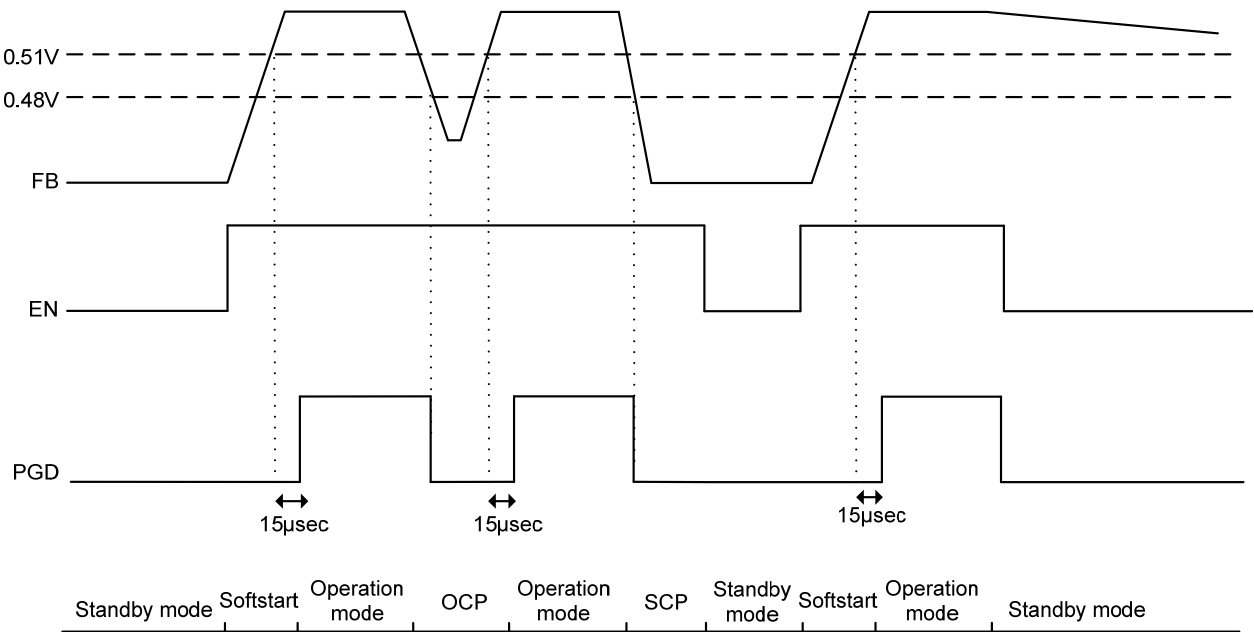 0.51V
0.48V
FB
EN
PGD
15µsec
15µsec
15µsec
Standby mode
Softstart
Operation
mode
OCP
Operation
mode
SCP
Standby
mode
Softstart
Operation
mode
Standby mode